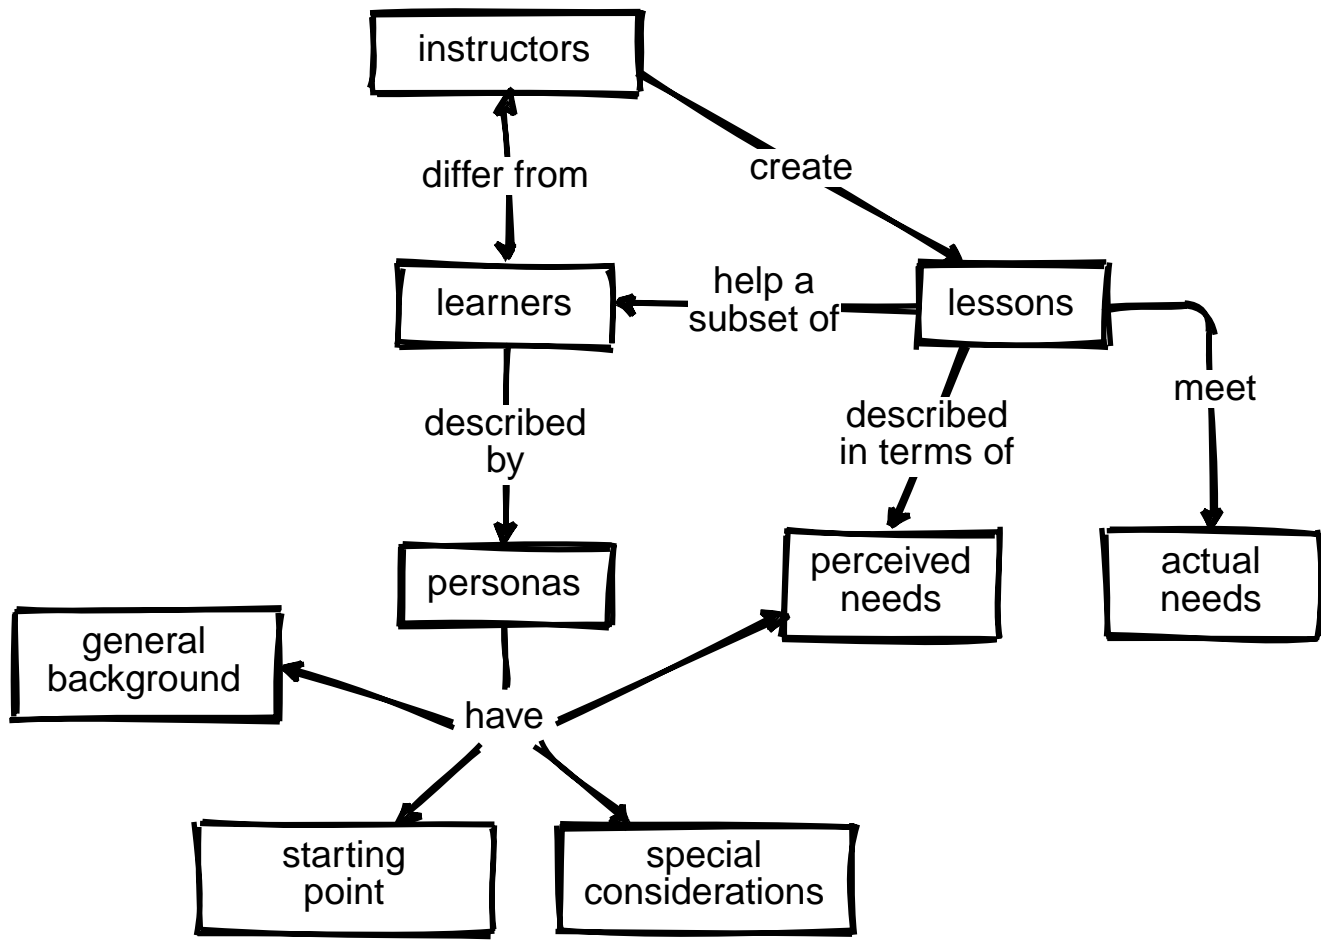 instructors
differ from
create
learners
help a
subset of
lessons
described
by
described
in terms of
meet
personas
perceived
needs
actual
needs
general
background
have
starting
point
special
considerations